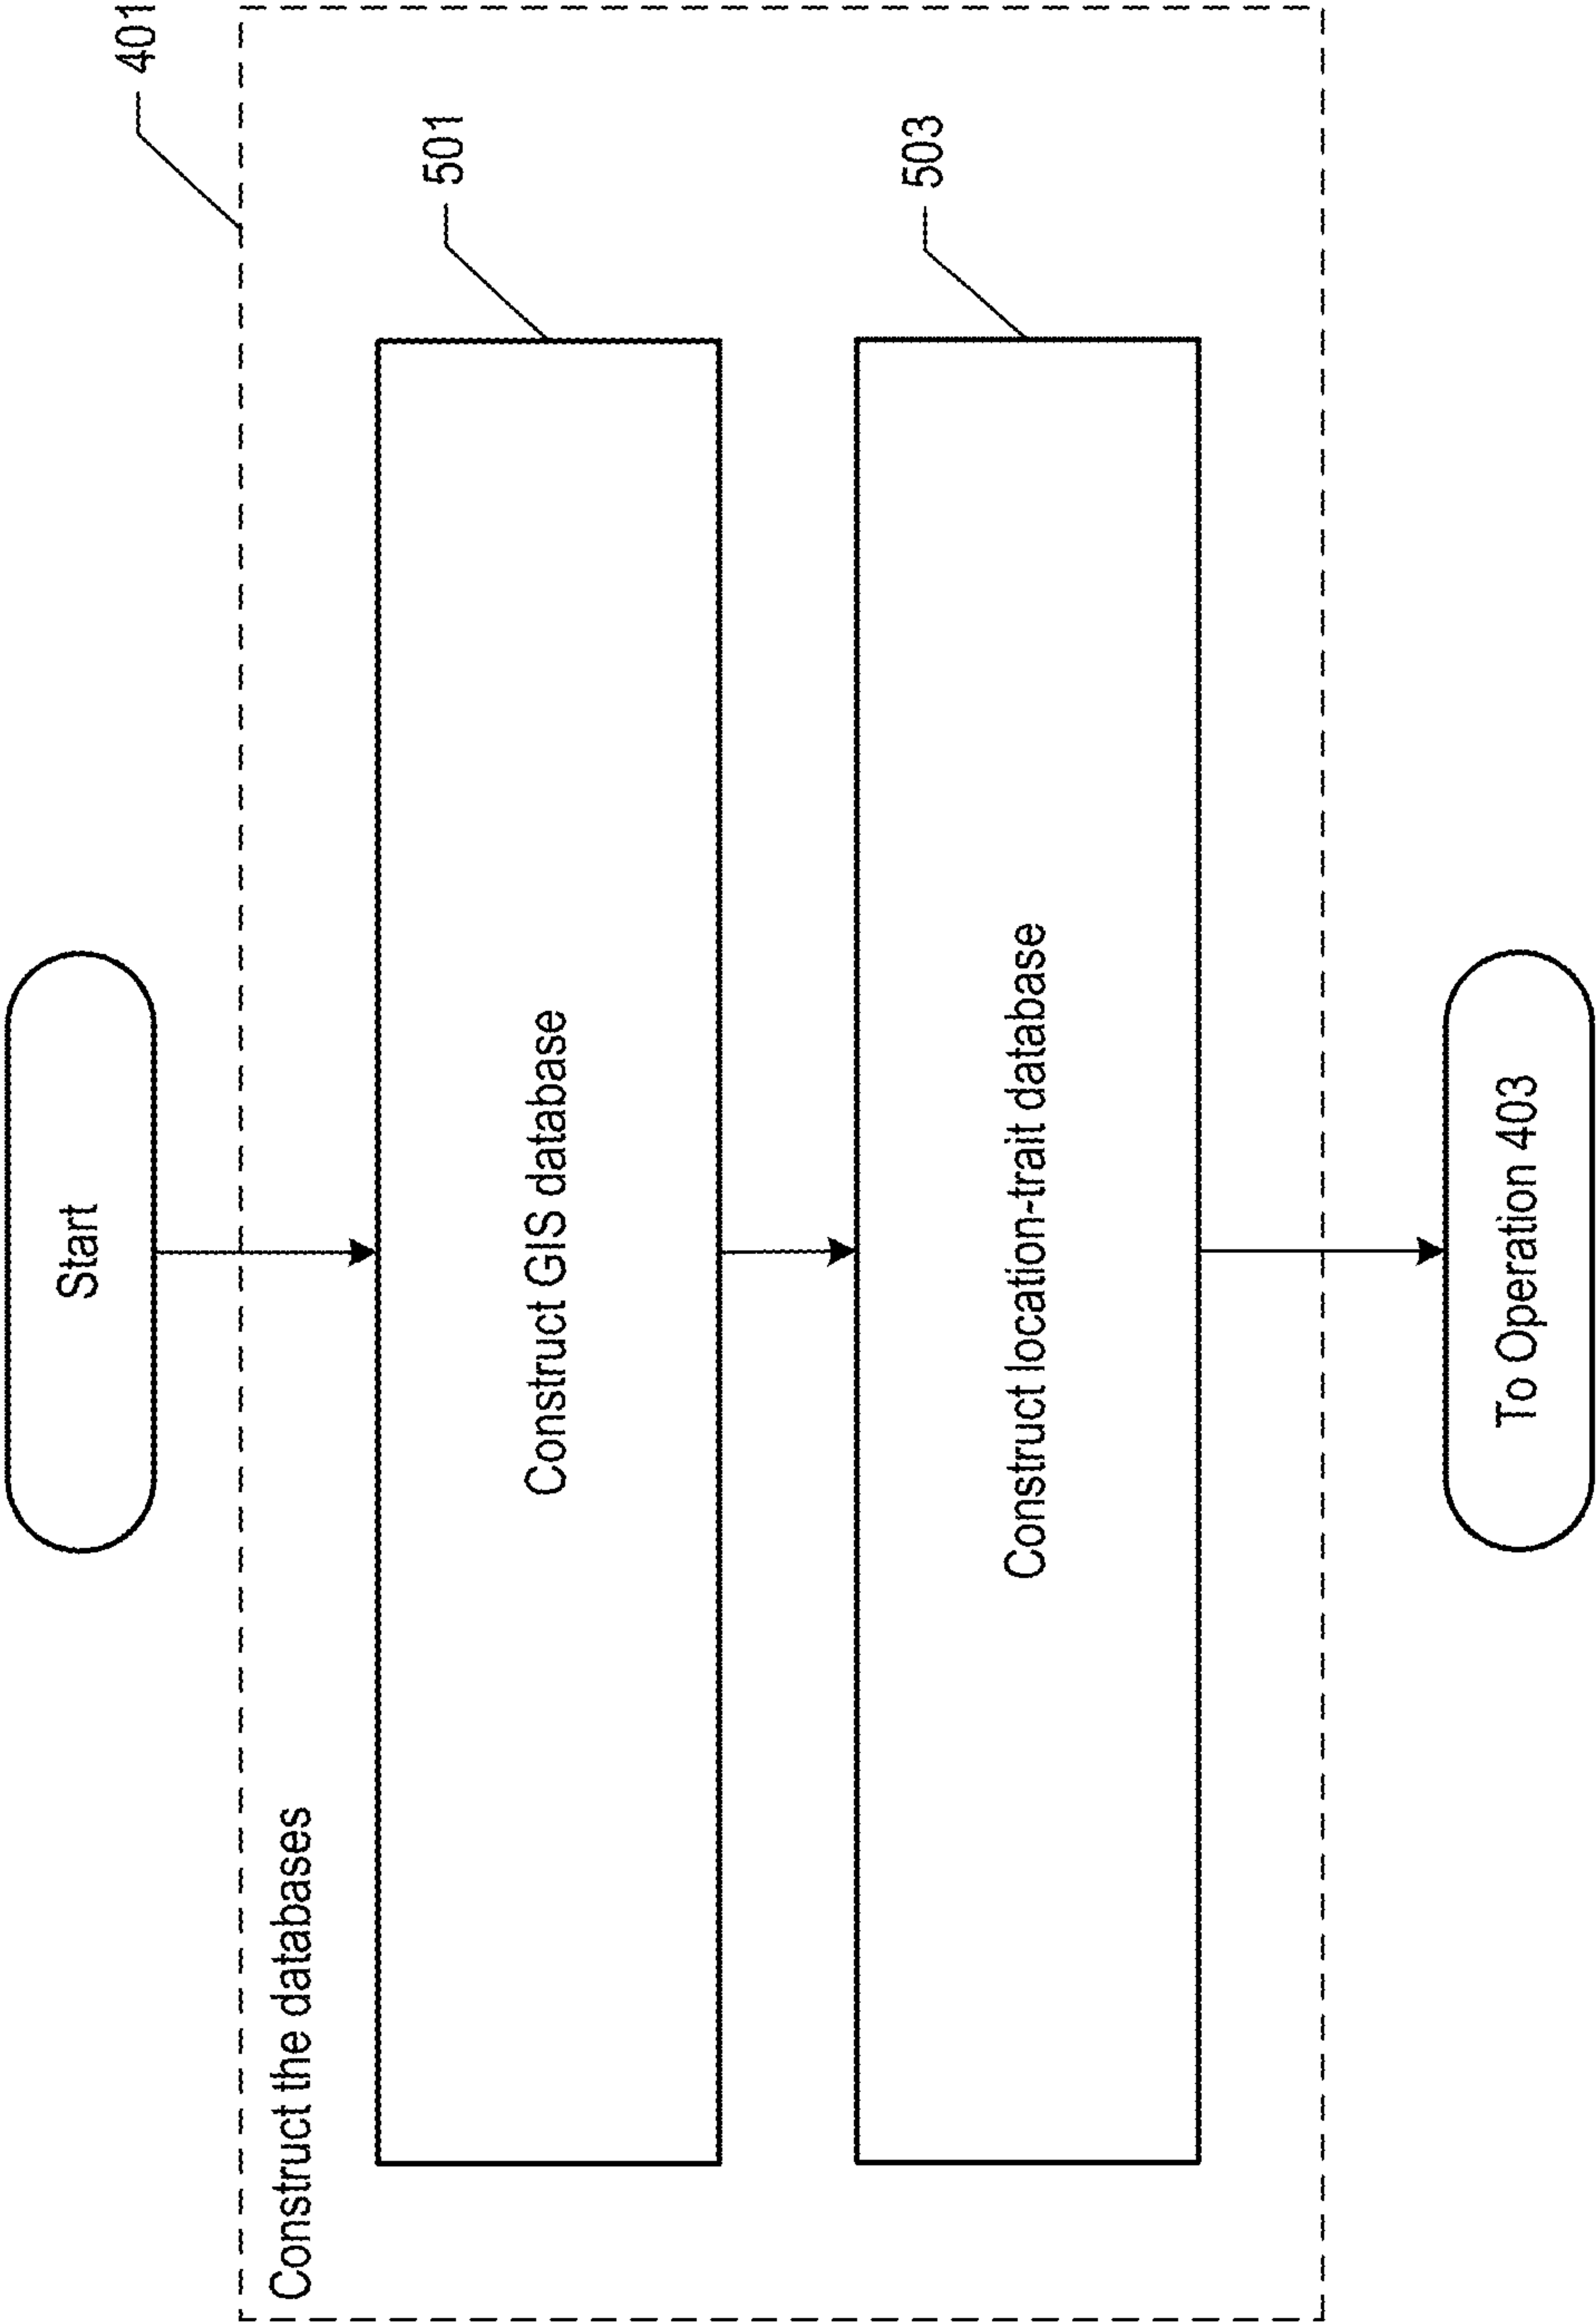 Start
401
Construct the databases
501
Construct GIS database
503
Construct location-trait database
To Operation 403